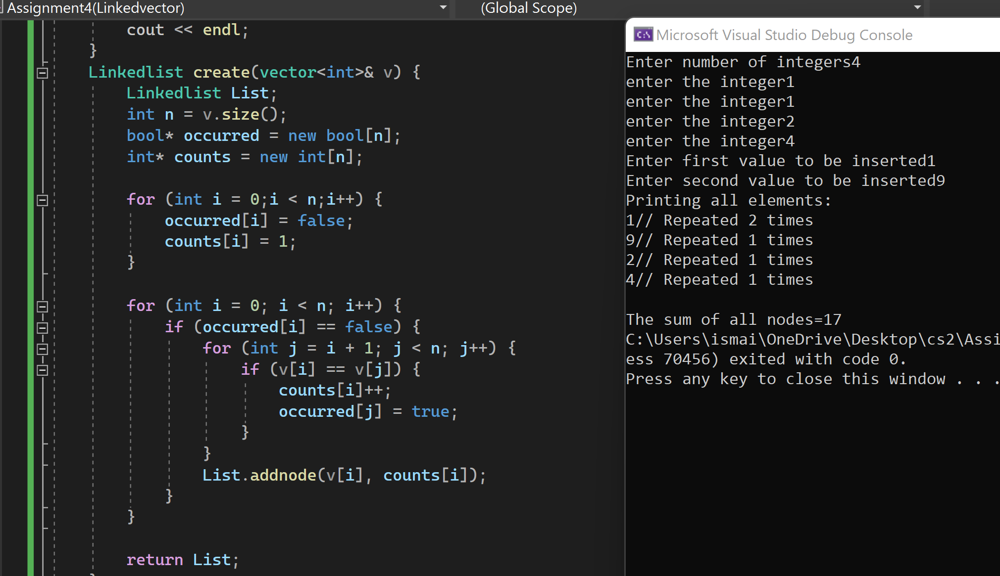 Assignment4(Linkedvector)
(Global Scope)
cout << endl;
}
Linkedlist create(vector<int>& v) {
Linkedlist List;
int n = v.size();
bool* occurred = new bool[n];
int* counts = new int[n];
for (int i = 0;i < n;i++) {
occurred[i] = false;
counts[i] = 1;
}
for (int i = 0; i < n; i++) {
if (occurred[i] == false) {
for (int j = i + 1; j < n; j++) {
if (v[i] == v[j]) {
counts[i]++;
occurred[j] = true;
}
}
List.addnode(v[i], counts[i]);
}
}
return List;
Microsoft Visual Studio Debug Console
Enter number of integers4
enter the integer1
enter the integer1
enter the integer2
enter the integer4
Enter first value to be inserted1
Enter second value to be inserted9
Printing all elements:
1// Repeated 2 times
9// Repeated 1 times
2// Repeated 1 times
4// Repeated 1 times
The sum of all nodes=17
C:\Users\ismai\OneDrive\Desktop\cs2\Assi
ess 70456) exited with code 0.
Press any key to close this window . . .